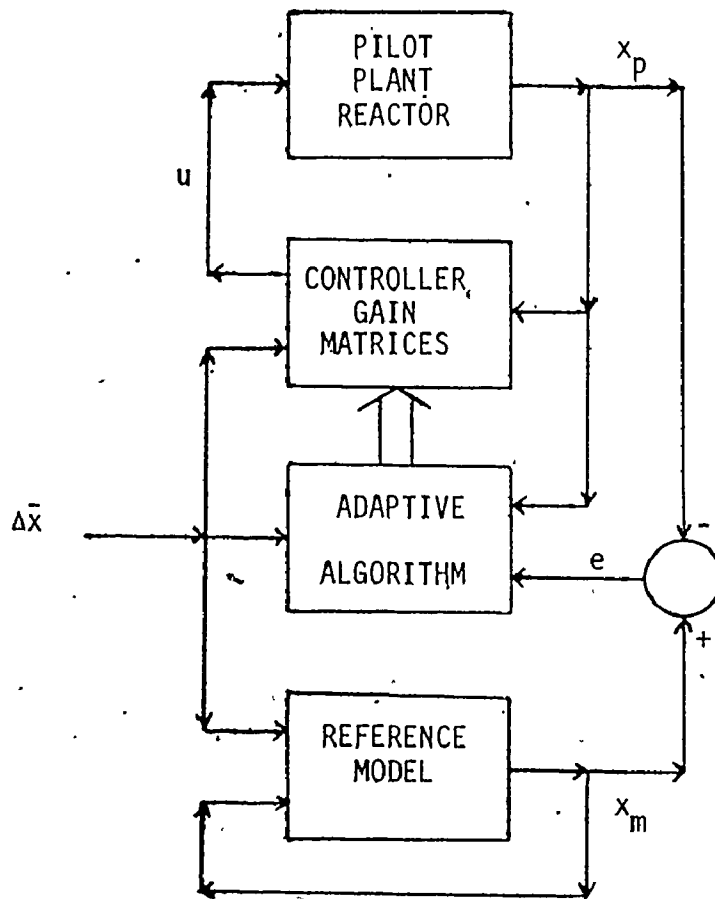 PILOT
PLANT
REACTOR
x_p
u
CONTROLLER
GAIN
MATRICES
Δx̄
ADAPTIVE
ALGORITHM
-
e
+
REFERENCE
MODEL
x_m